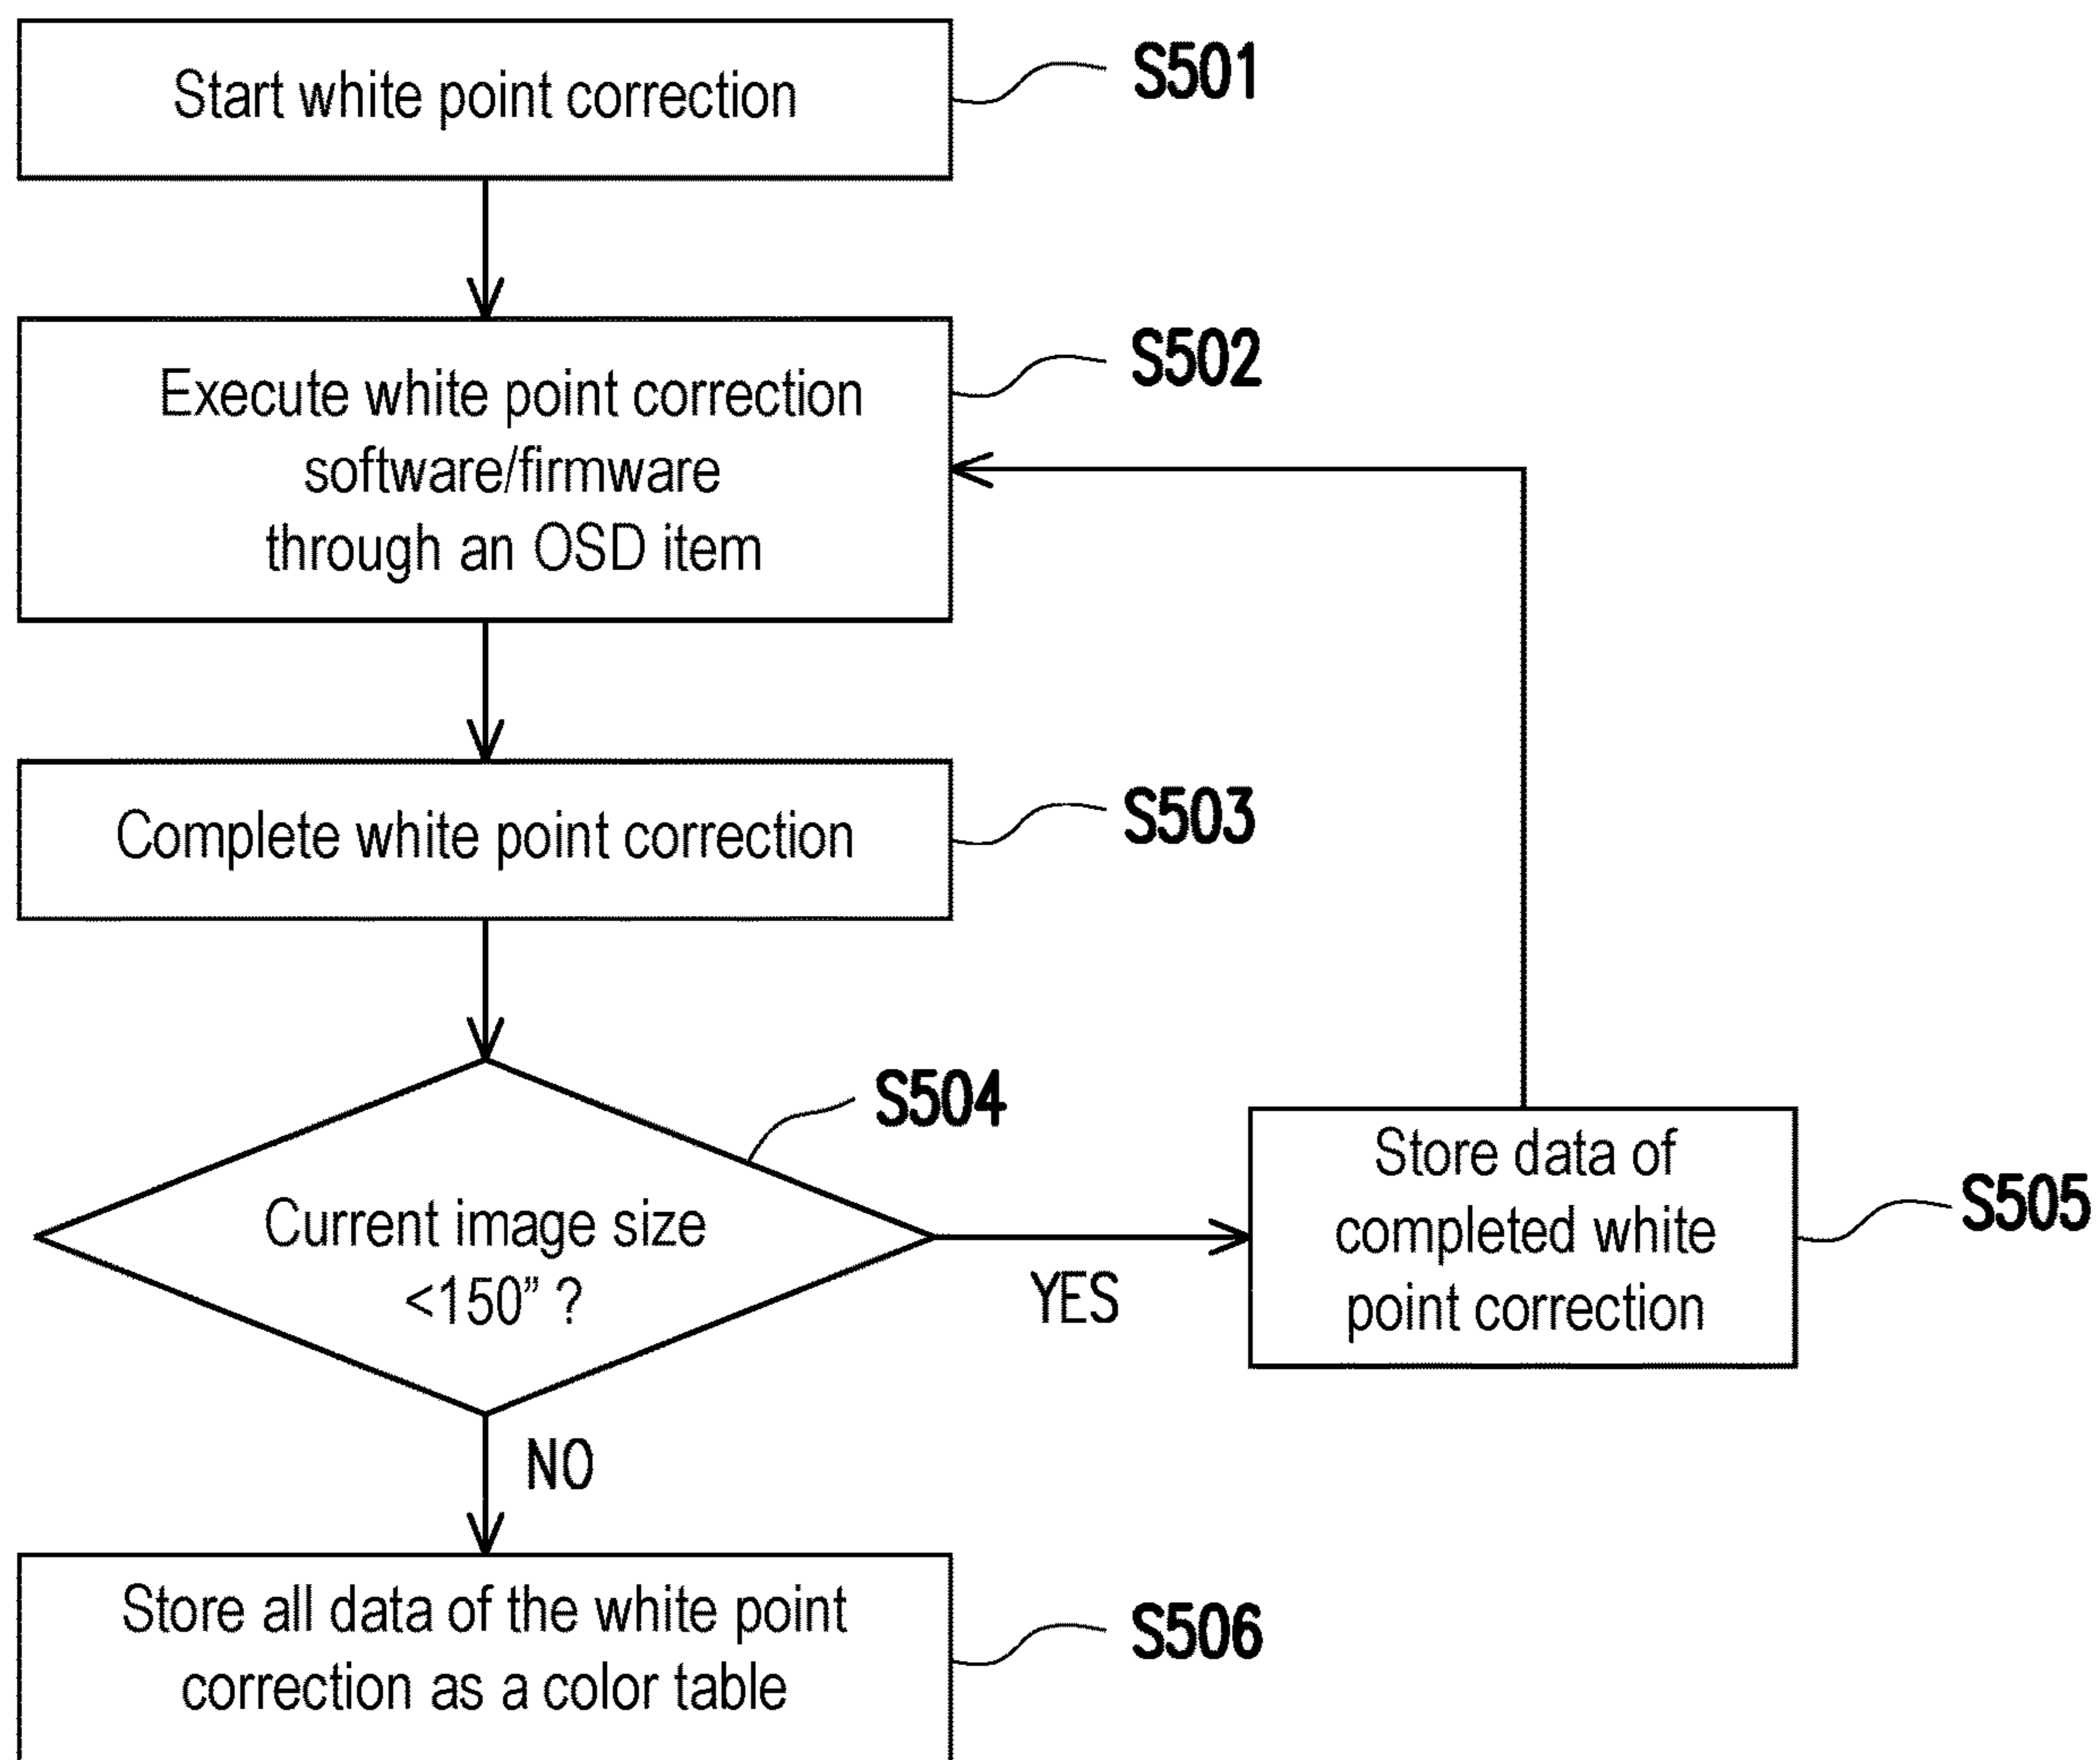 Start white point correction
S501
Execute white point correction
software/firmware
through an OSD item
S502
Complete white point correction
S503
Current image size
<150” ?
S504
YES
Store data of
completed white
point correction
S505
NO
Store all data of the white point
correction as a color table
S506